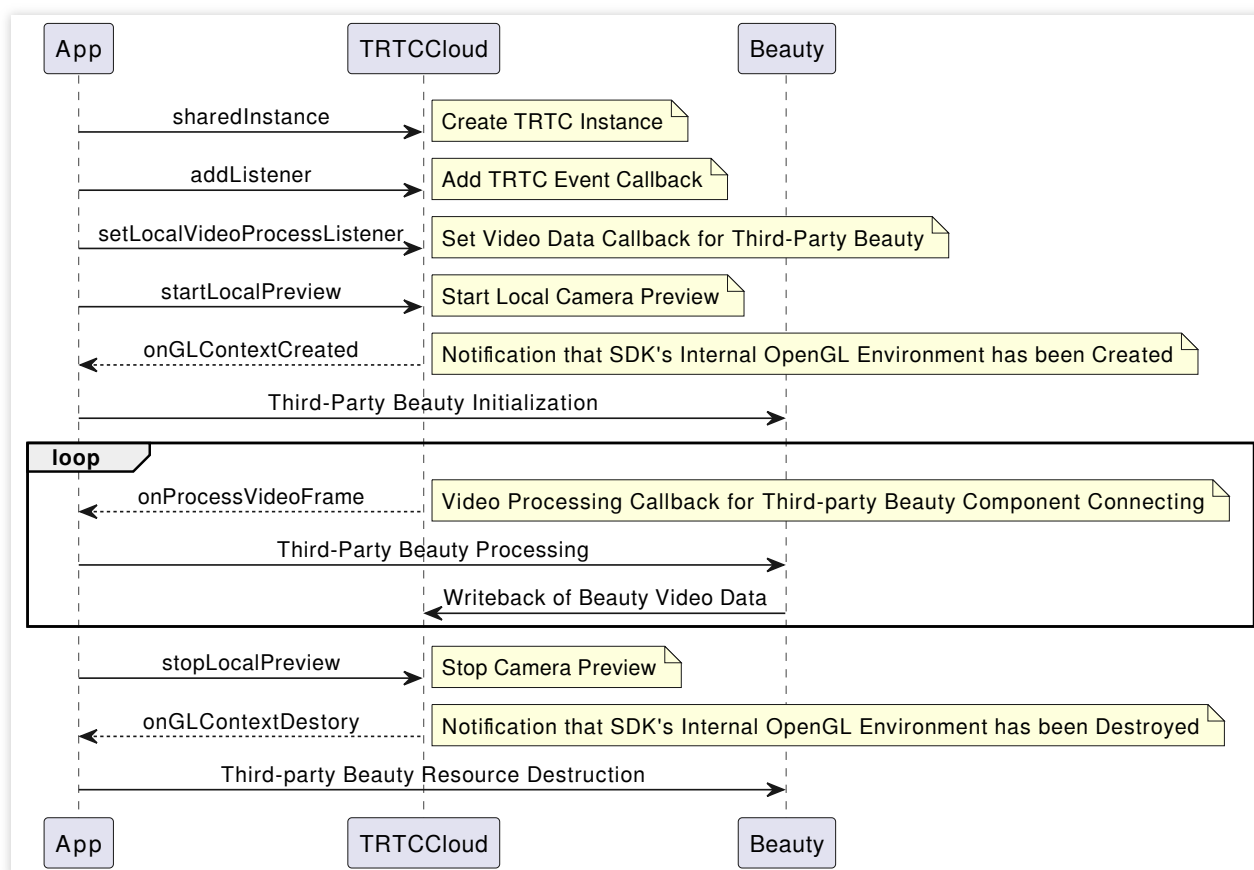 App TRTCCloud Beauty
sharedInstance Create TRTC Instance
addListener Add TRTC Event Callback
setLocalVideoProcessListener Set Video Data Callback for Third-Party Beauty
startLocalPreview Start Local Camera Preview
onGLContextCreated Notification that SDK's Internal OpenGL Environment has been Created
Third-Party Beauty Initialization
loop
onProcessVideoFrame Video Processing Callback for Third-party Beauty Component Connecting
Third-Party Beauty Processing
Writeback of Beauty Video Data
stopLocalPreview Stop Camera Preview
onGLContextDestory Notification that SDK's Internal OpenGL Environment has been Destroyed
Third-party Beauty Resource Destruction
App TRTCCloud Beauty